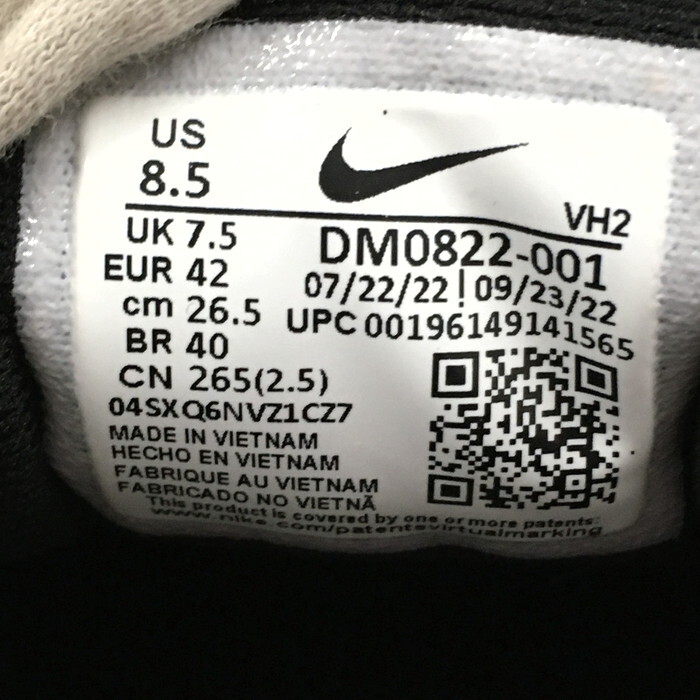 US
8.5
VH2
UK 7.5
EUR 42
cm 26.5
BR 40
CN 265(2.5)
DM0822-001
07/22/22|09/23/22
UPC 00196149141565
04SXQ6NVZ1CZ7
MADE IN VIETNAM
HECHO EN VIETNAM
FABRIQUE AU VIETNAM
FABRICADO NO VIETNÃ
This product is covered by one or more patents:
www.nike.com/patentsvirtualmarking